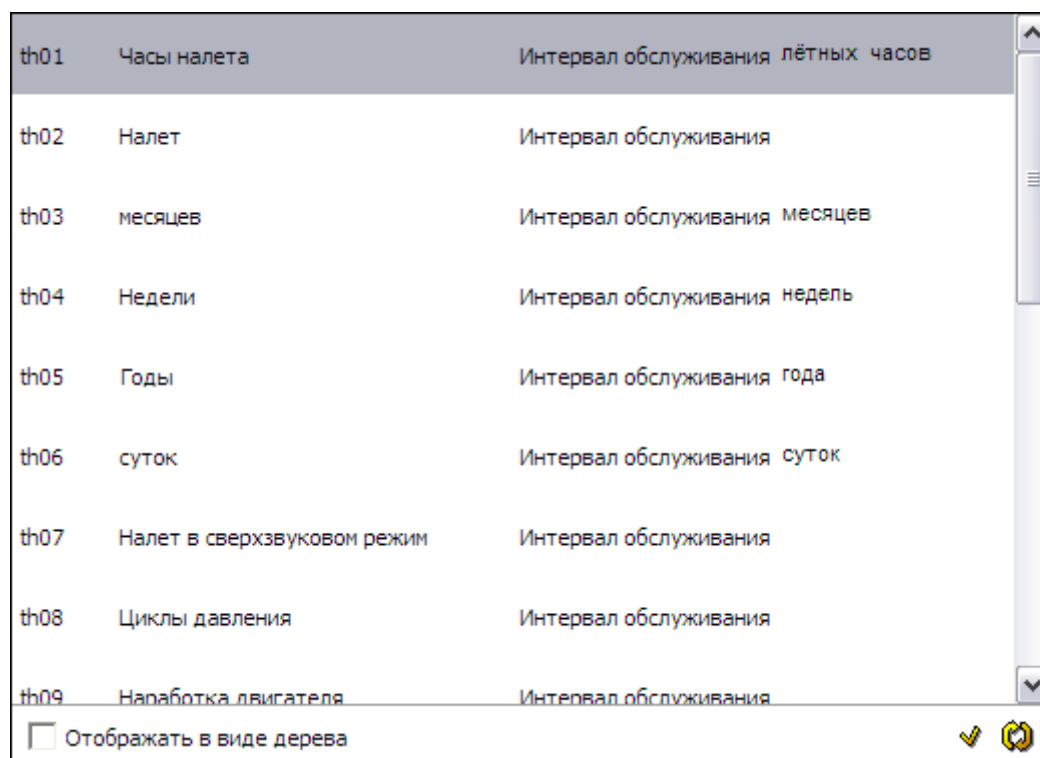 th01 Часы налета Интервал обслуживания лётных часов
th02 Налет Интервал обслуживания
th03 месяцев Интервал обслуживания месяцев
th04 Недели Интервал обслуживания недель
th05 Годы Интервал обслуживания года
th06 суток Интервал обслуживания суток
th07 Налет в сверхзвуковом режим Интервал обслуживания
th08 Циклы давления Интервал обслуживания
th09 Наработка двигателя Интервал обслуживания
Отображать в виде дерева